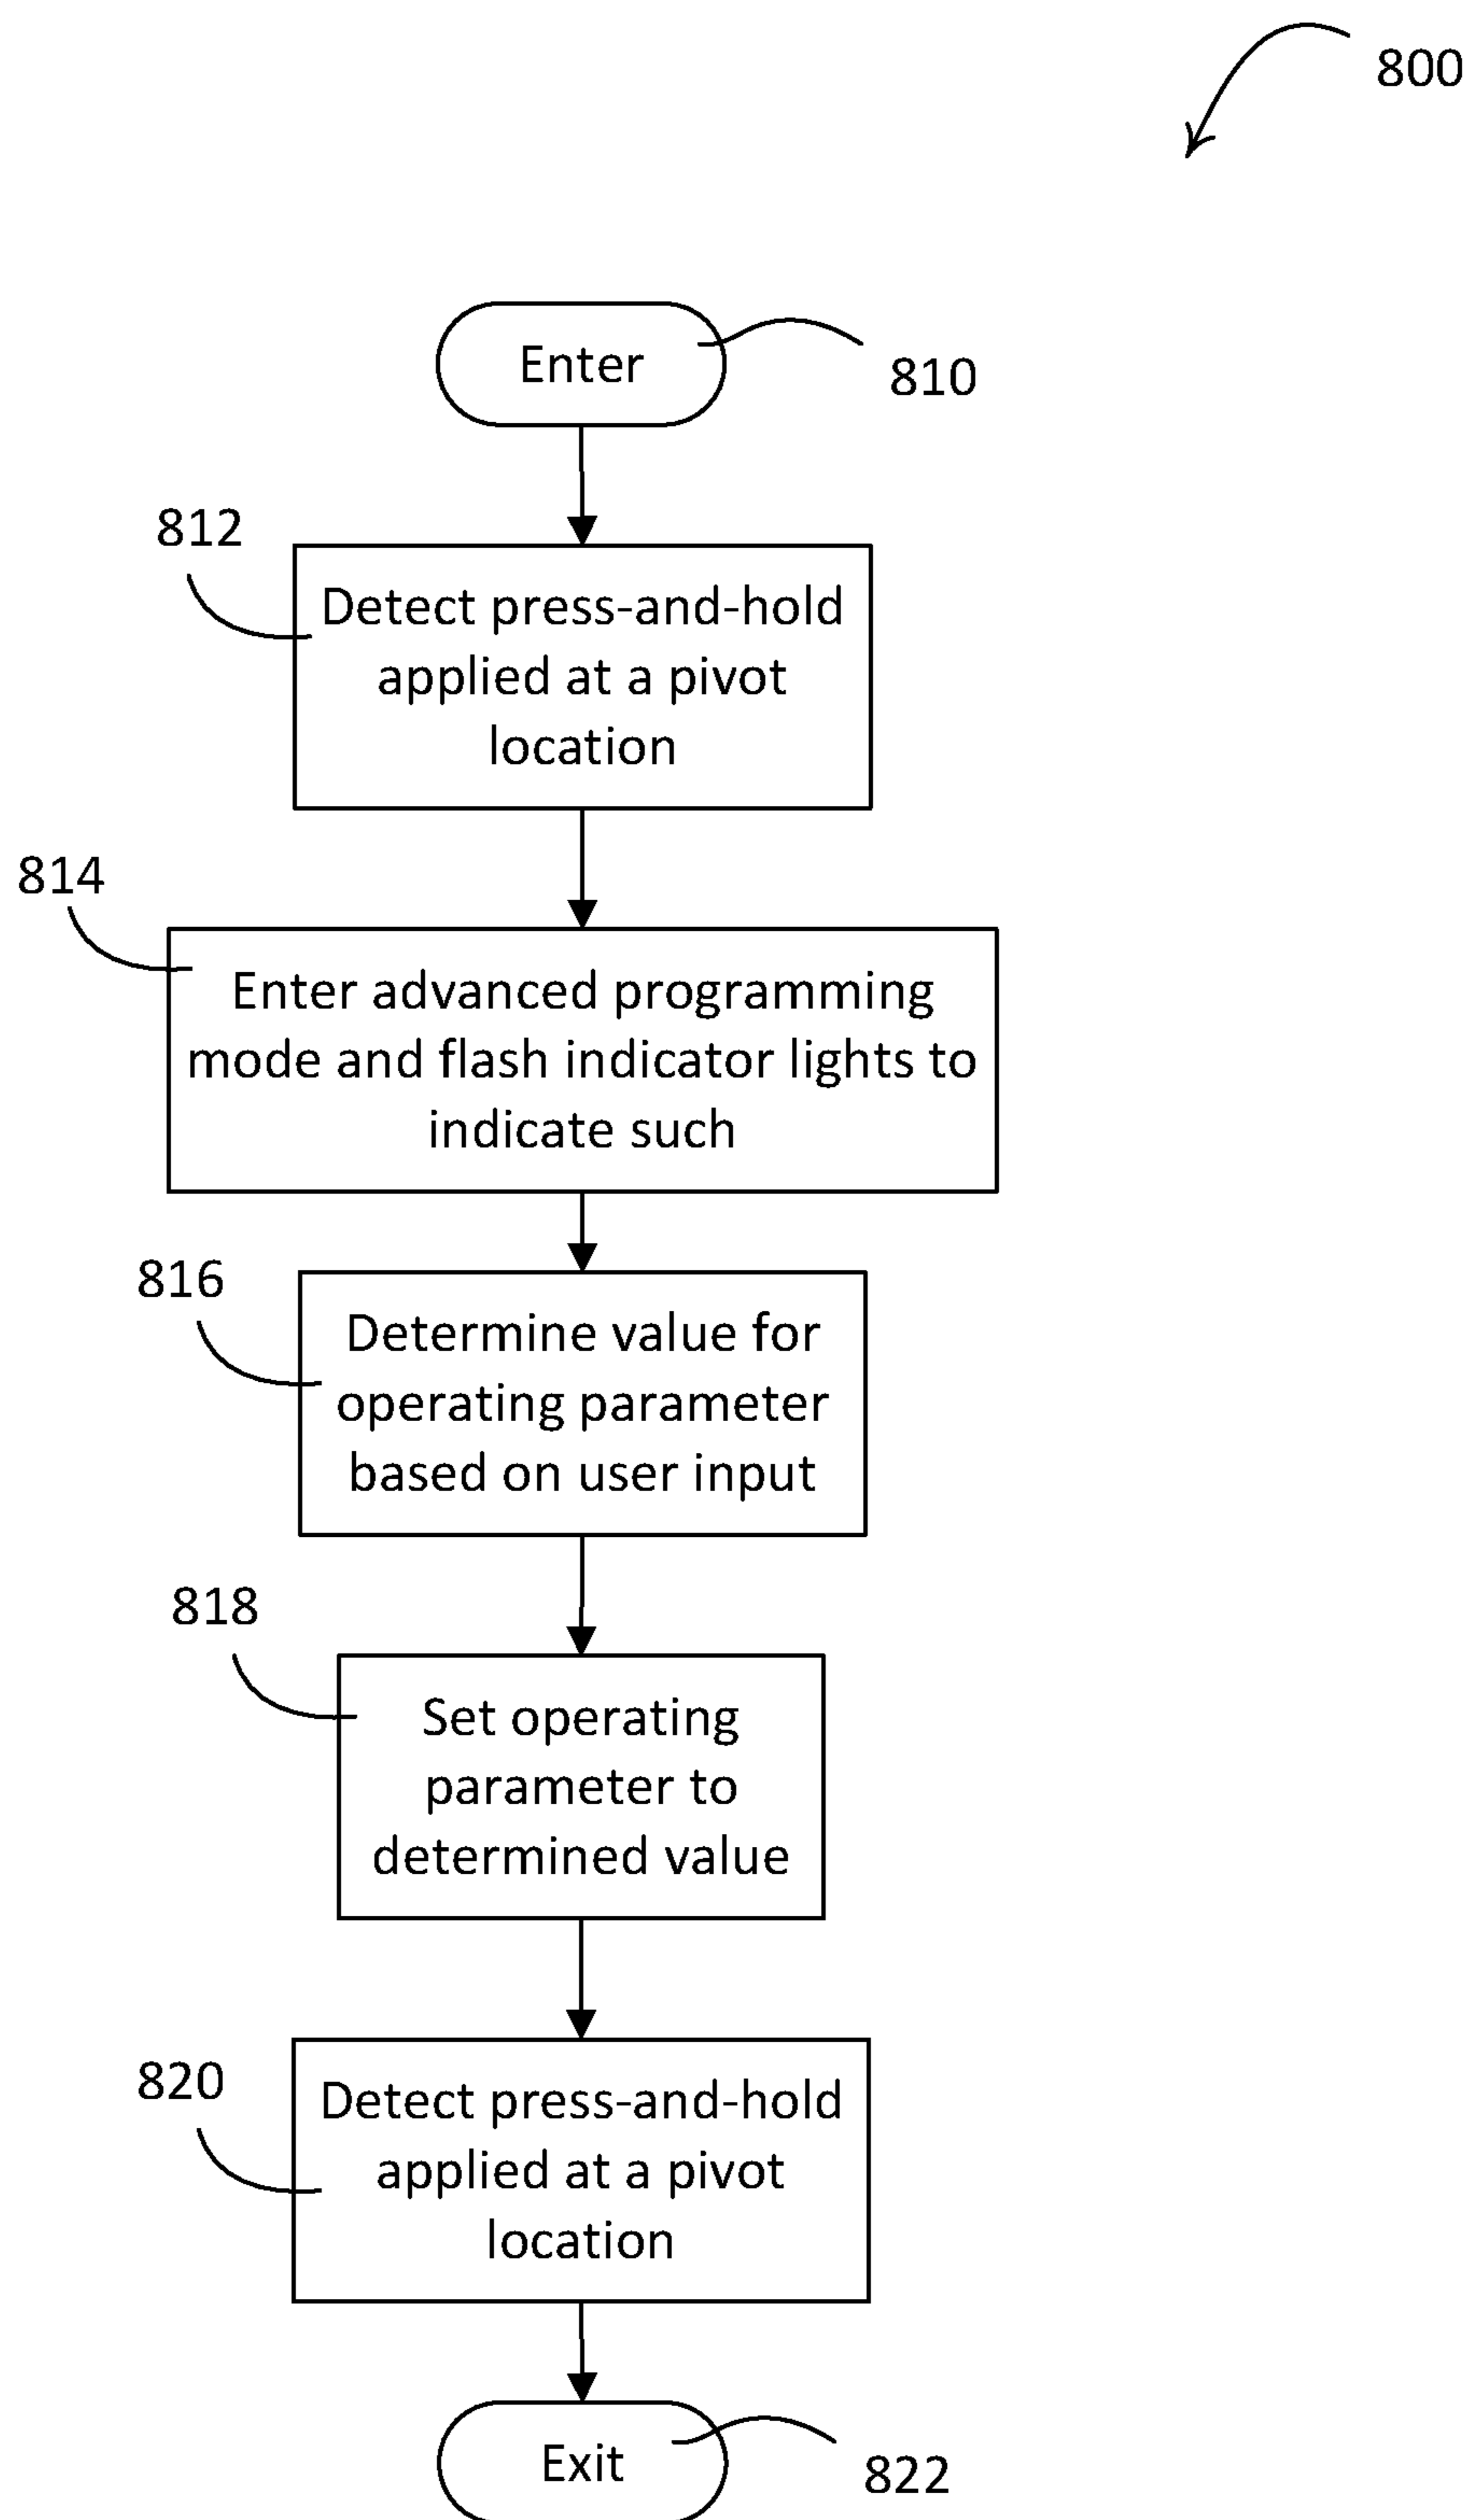 800
Enter
810
812
Detect press-and-hold
applied at a pivot
location
814
Enter advanced programming
mode and flash indicator lights to
indicate such
816
Determine value for
operating parameter
based on user input
818
Set operating
parameter to
determined value
820
Detect press-and-hold
applied at a pivot
location
Exit
822